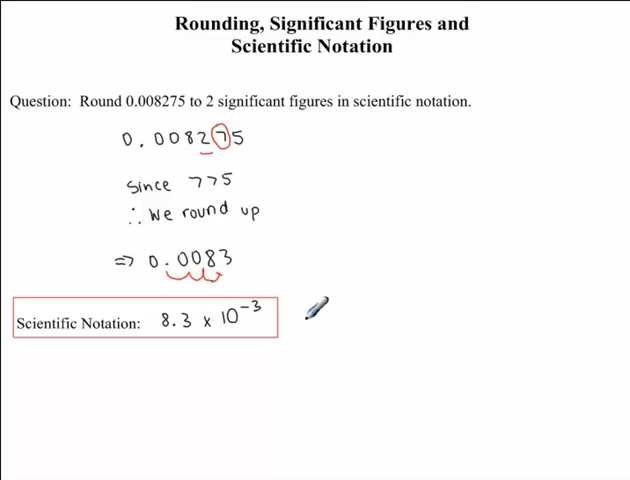 Rounding, Significant Figures and
Scientific Notation
Question: Round 0.008275 to 2 significant figures in scientific notation.
0.008275
Since 7>5
∴ We round up
⇒ 0.0083
Scientific Notation: 8.3 x 10⁻³